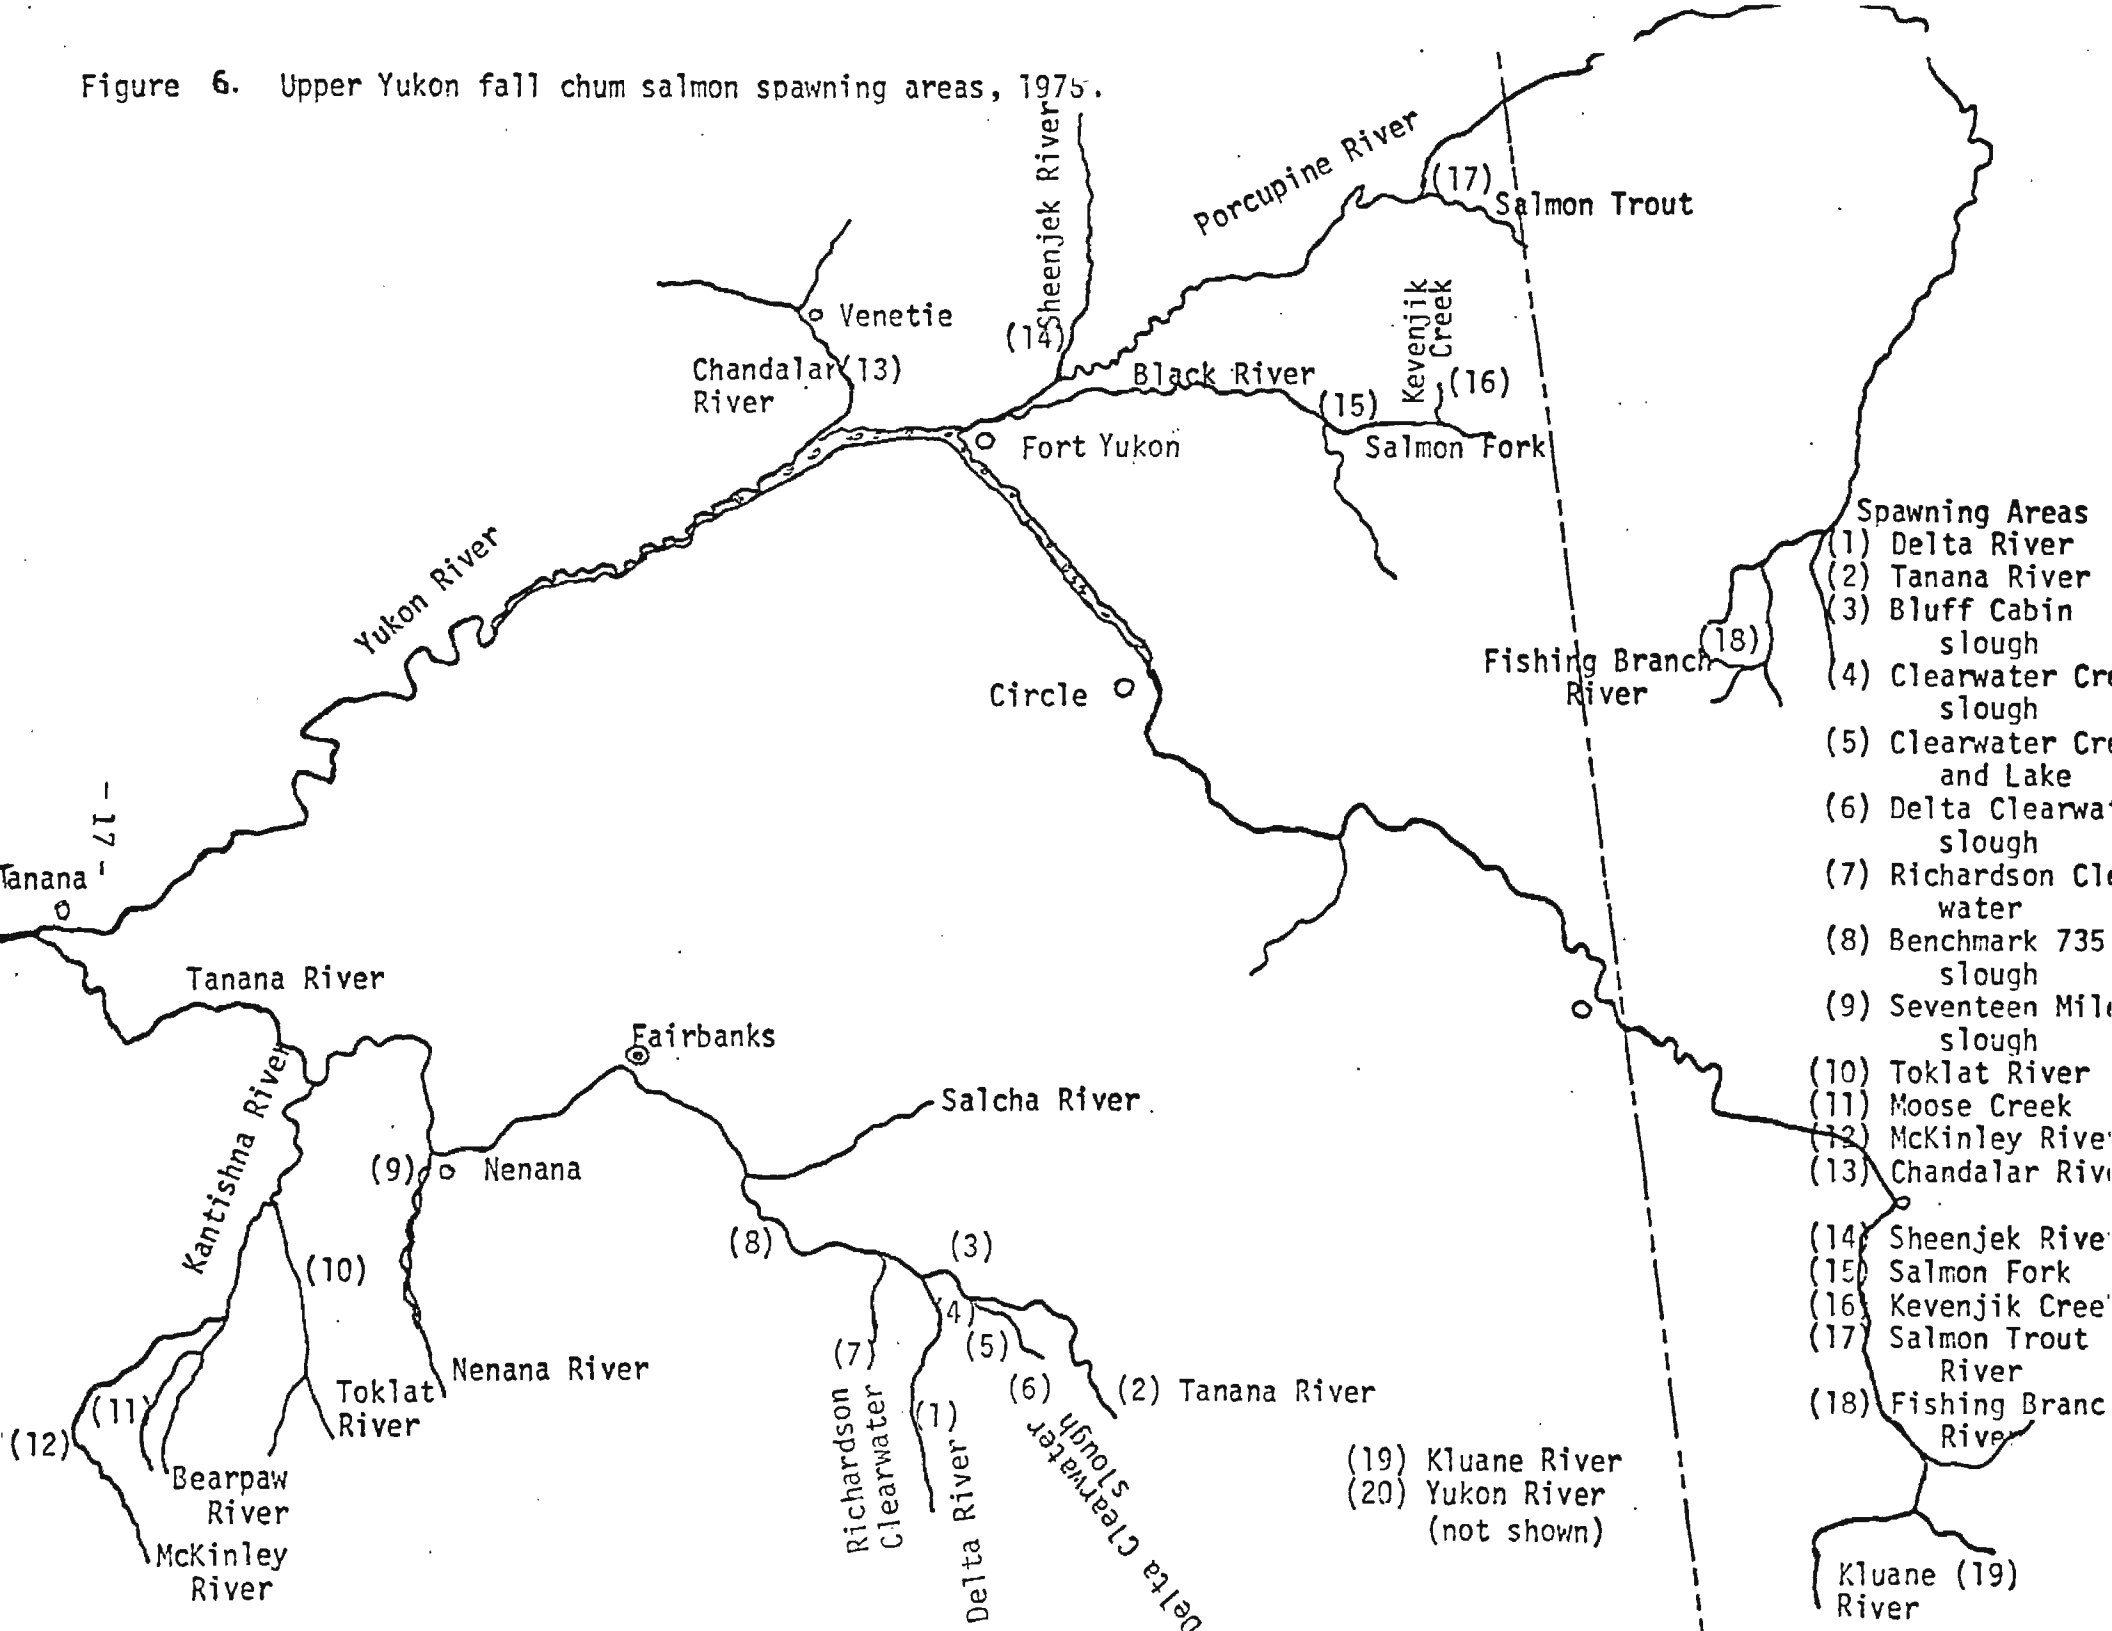 Figure 6. Upper Yukon fall chum salmon spawning areas, 1975.
Sheenjek River
Porcupine River
(17)
Salmon Trout
Venetie
(14)
Kevenjik
Creek
Chandalar (13)
River
Black River
(16)
(15)
Fort Yukon
Salmon Fork
Yukon River
(18)
Fishing Branch
River
Circle
Spawning Areas
(1) Delta River
(2) Tanana River
(3) Bluff Cabin
slough
(4) Clearwater Cre
slough
(5) Clearwater Cre
and Lake
(6) Delta Clearwat
slough
(7) Richardson Cle
water
(8) Benchmark 735
slough
(9) Seventeen Mile
slough
(10) Toklat River
(11) Moose Creek
(12) McKinley Rive
(13) Chandalar Riv
(14) Sheenjek Rive
(15) Salmon Fork
(16) Kevenjik Cree
(17) Salmon Trout
River
(18) Fishing Branc
River
- 17 -
Tanana
Tanana River
Fairbanks
Kantishna River
Salcha River
(9) Nenana
(8)
(3)
(10)
(4)
(5)
(7)
Nenana River
(6)
(2) Tanana River
Toklat
River
(11)
(1)
(12)
Richardson
Clearwater
Delta River
Delta Clearwater
slough
Bearpaw
River
McKinley
River
(19) Kluane River
(20) Yukon River
(not shown)
Kluane (19)
River